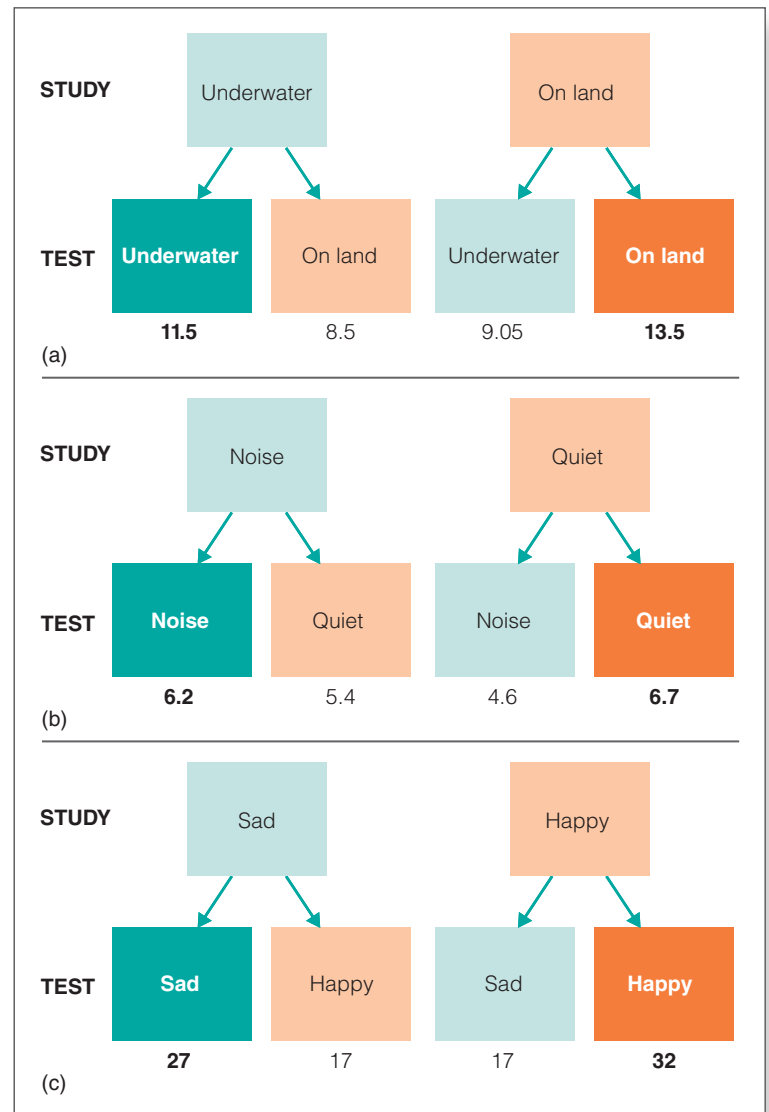 STUDY
Underwater
On land
TEST
Underwater
On land
Underwater
On land
11.5
8.5
9.05
13.5
(a)
STUDY
Noise
Quiet
TEST
Noise
Quiet
Noise
Quiet
6.2
5.4
4.6
6.7
(b)
STUDY
Sad
Happy
TEST
Sad
Happy
Sad
Happy
27
17
17
32
(c)